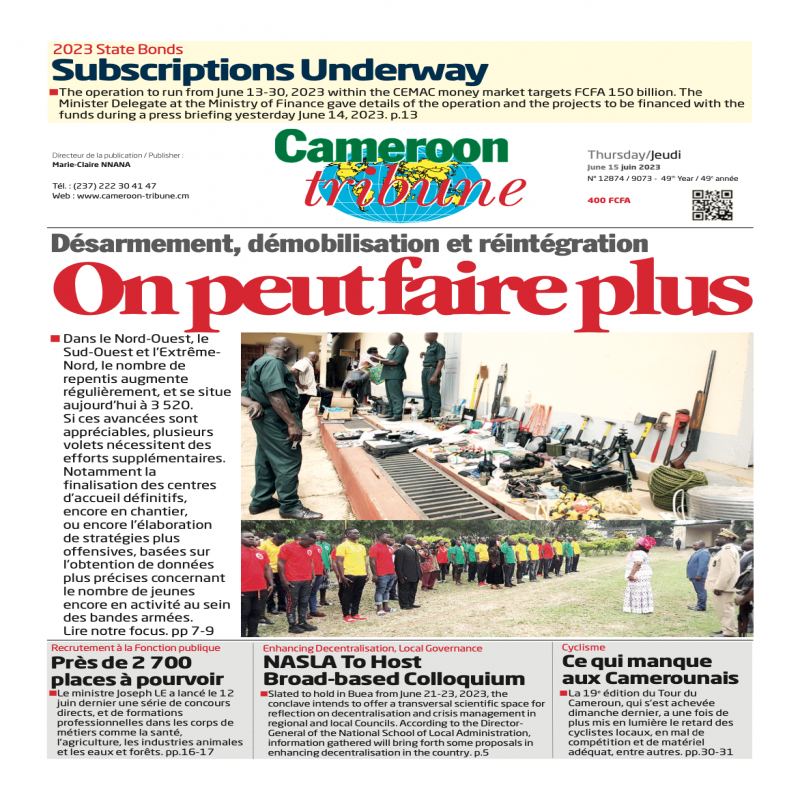 2023 State Bonds
Subscriptions Underway
The operation to run from June 13-30, 2023 within the CEMAC money market targets FCFA 150 billion. The
Minister Delegate at the Ministry of Finance gave details of the operation and the projects to be financed with the
funds during a press briefing yesterday June 14, 2023. p.13
Directeur de la publication / Publisher :
Marie-Claire NNANA
Tél. : (237) 222 30 41 47
Web : www.cameroon-tribune.cm
Cameroon
tribune
Thursday/Jeudi
June 15 juin 2023
N° 12874 / 9073 - 49th Year / 49e année
400 FCFA
Désarmement, démobilisation et réintégration
On peut faire plus
Dans le Nord-Ouest, le
Sud-Ouest et l'Extrême-
Nord, le nombre de
repentis augmente
régulièrement, et se situe
aujourd'hui à 3 520.
Si ces avancées sont
appréciables, plusieurs
volets nécessitent des
efforts supplémentaires.
Notamment la
finalisation des centres
d'accueil définitifs,
encore en chantier,
ou encore l'élaboration
de stratégies plus
offensives, basées sur
l'obtention de données
plus précises concernant
le nombre de jeunes
encore en activité au sein
des bandes armées.
Lire notre focus. pp 7-9
Recrutement à la Fonction publique
Près de 2 700
places à pourvoir
Le ministre Joseph LE a lancé le 12
juin dernier une série de concours
directs, et de formations
professionnelles dans les corps de
métiers comme la santé,
l'agriculture, les industries animales
et les eaux et forêts. pp.16-17
Enhancing Decentralisation, Local Governance
NASLA To Host
Broad-based Colloquium
Slated to hold in Buea from June 21-23, 2023, the
conclave intends to offer a transversal scientific space for
reflection on decentralisation and crisis management in
regional and local Councils. According to the Director-
General of the National School of Local Administration,
information gathered will bring forth some proposals in
enhancing decentralisation in the country. p.5
Cyclisme
Ce qui manque
aux Camerounais
La 19e édition du Tour du
Cameroun, qui s'est achevée
dimanche dernier, a une fois de
plus mis en lumière le retard des
cyclistes locaux, en mal de
compétition et de matériel
adéquat, entre autres. pp.30-31